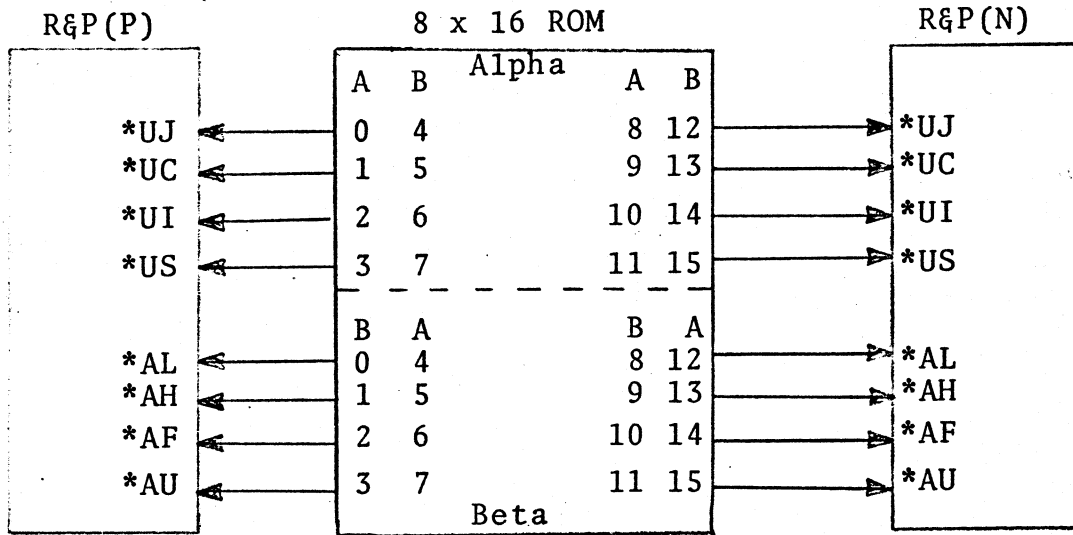 R&P(P) 8 x 16 ROM R&P(N)
Alpha
A B A B
*UJ 0 4 8 12 *UJ
*UC 1 5 9 13 *UC
*UI 2 6 10 14 *UI
*US 3 7 11 15 *US
B A B A
*AL 0 4 8 12 *AL
*AH 1 5 9 13 *AH
*AF 2 6 10 14 *AF
*AU 3 7 11 15 *AU
Beta